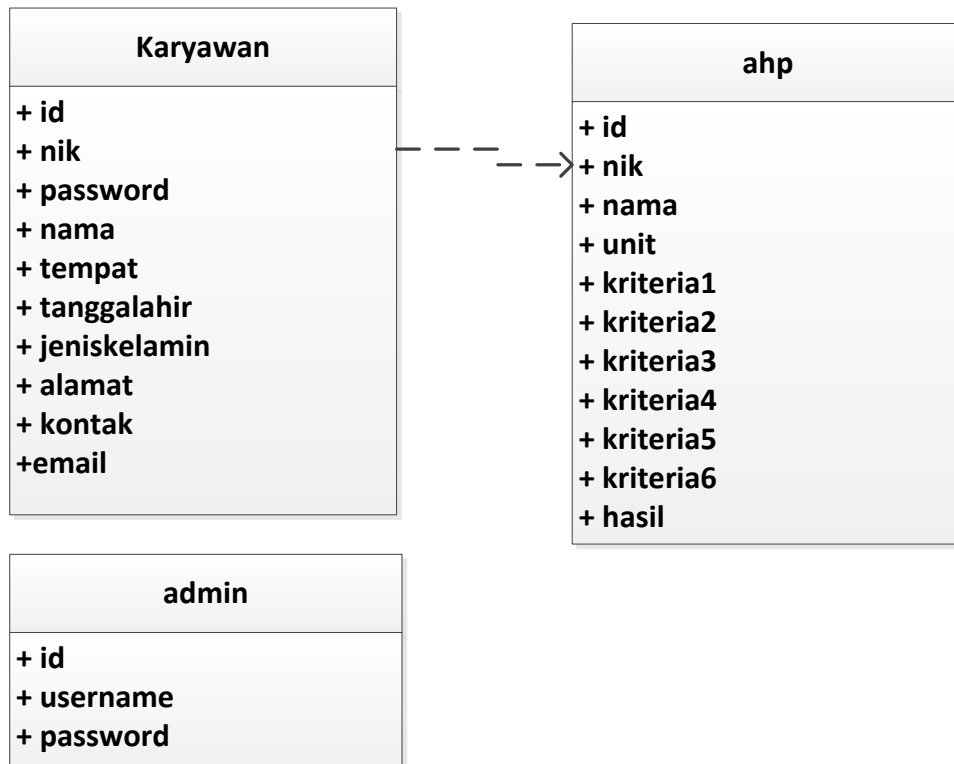 Karyawan
+ id
+ nik
+ password
+ nama
+ tempat
+ tanggalahir
+ jeniskelamin
+ alamat
+ kontak
+email
ahp
+ id
+ nik
+ nama
+ unit
+ kriteria1
+ kriteria2
+ kriteria3
+ kriteria4
+ kriteria5
+ kriteria6
+ hasil
admin
+ id
+ username
+ password